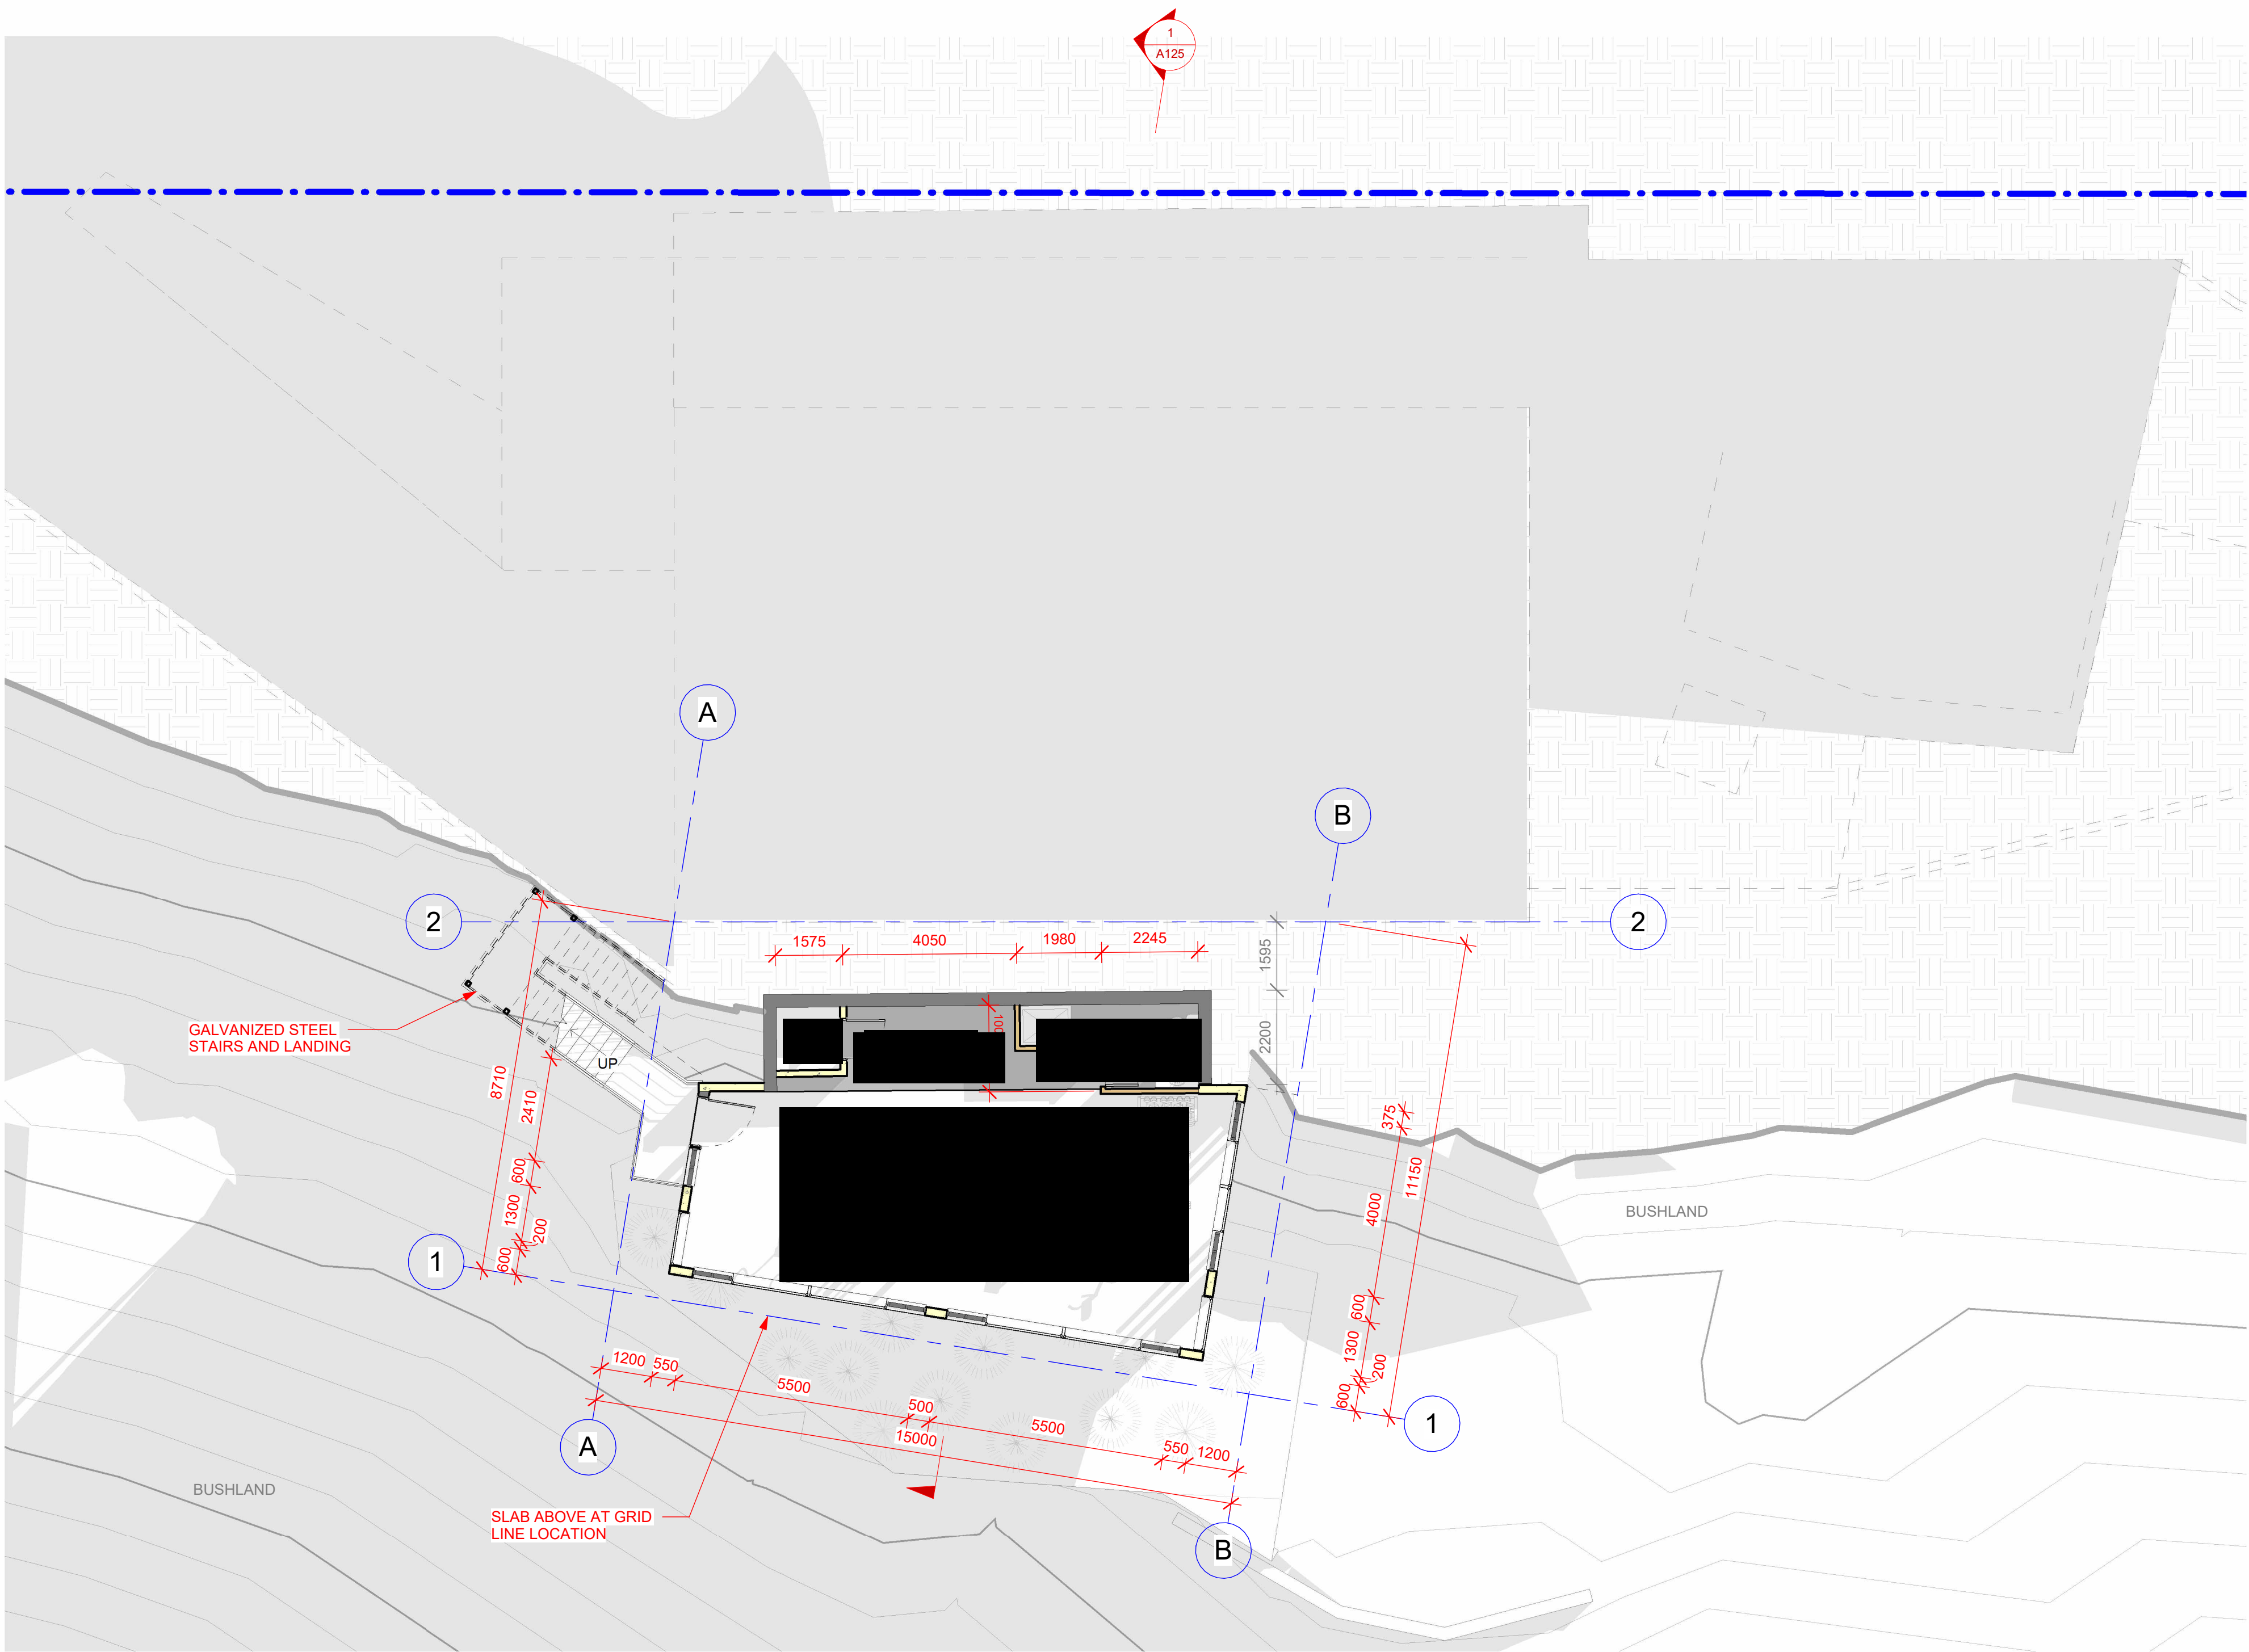 1
A125
A
B
2
2
1575
4050
1980
2245
1595
2200
GALVANIZED STEEL
STAIRS AND LANDING
UP
8710
2410
600
1300
200
600
375
11150
4000
600
1300
200
600
BUSHLAND
1
1
1200
550
5500
500
5500
15000
550
1200
A
B
BUSHLAND
SLAB ABOVE AT GRID
LINE LOCATION